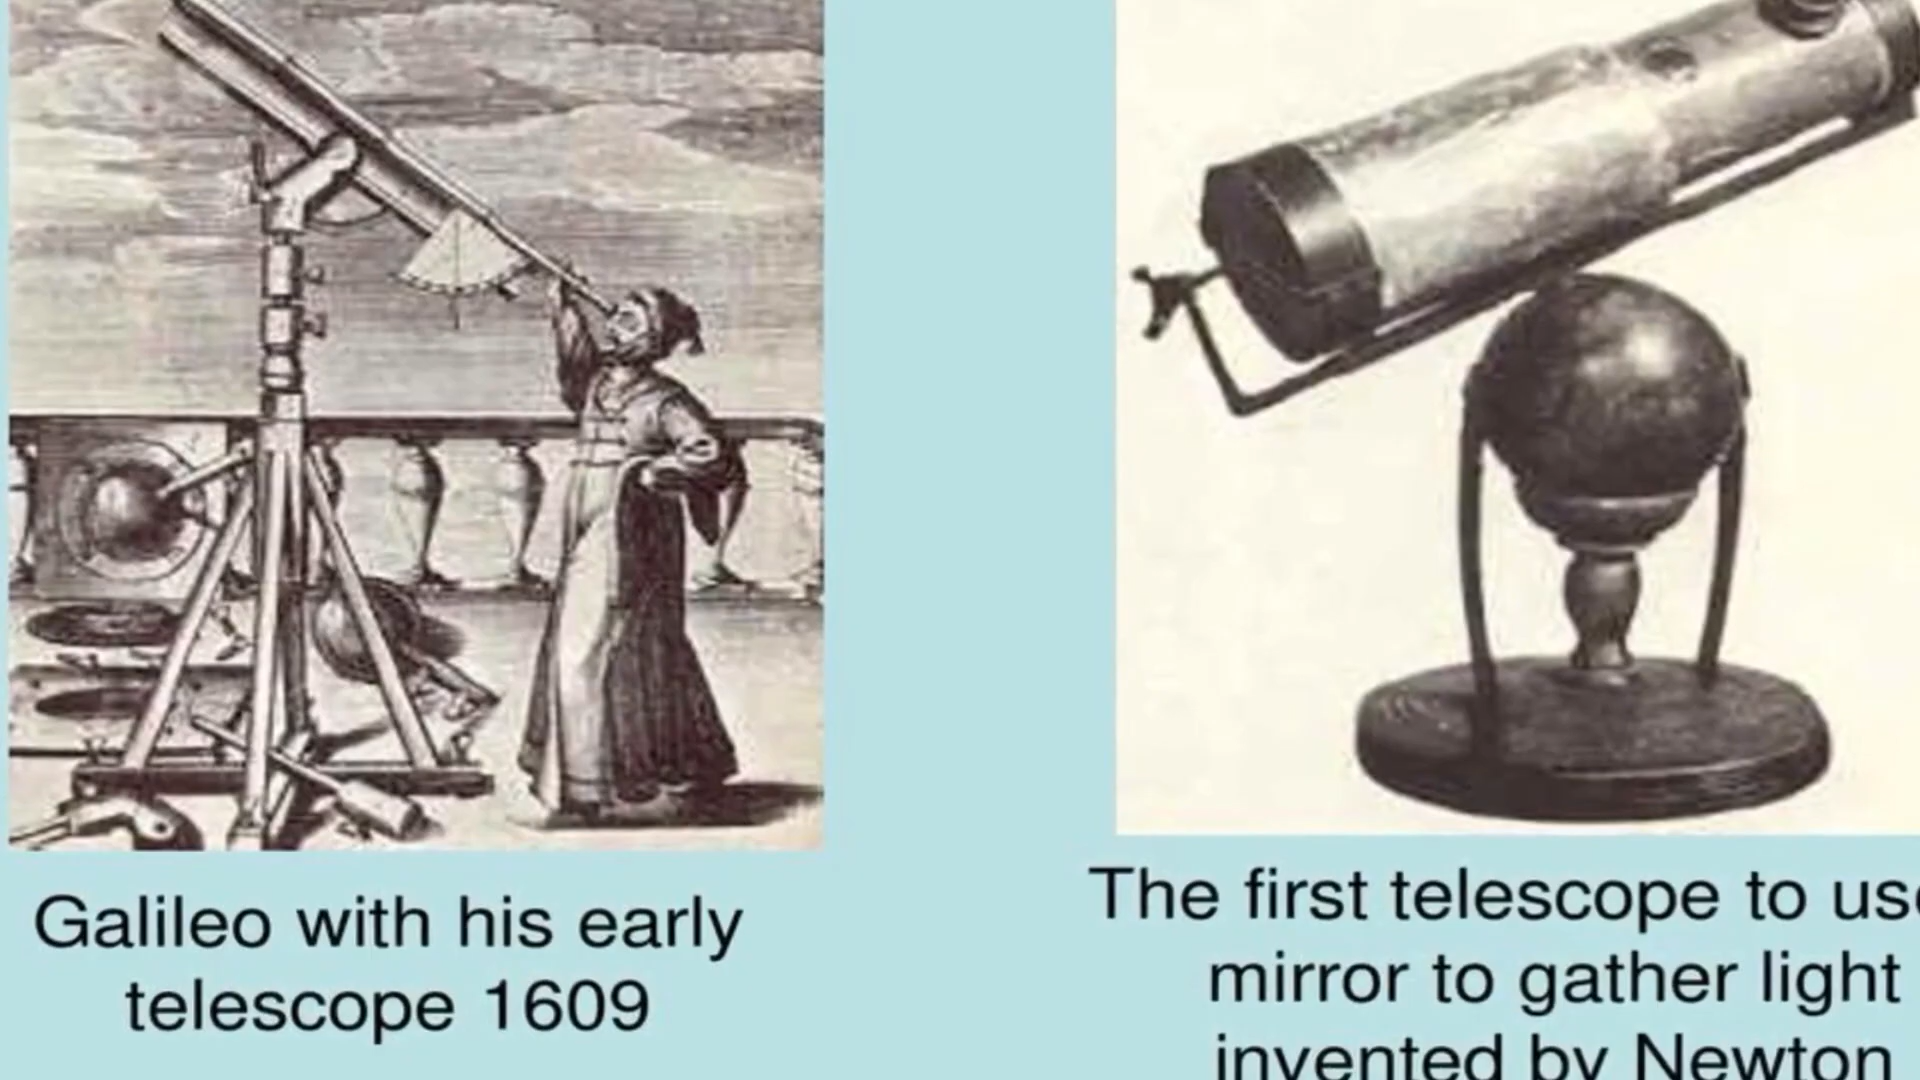 Galileo with his early
telescope 1609
The first telescope to
mirror to gather light
invented by Newton